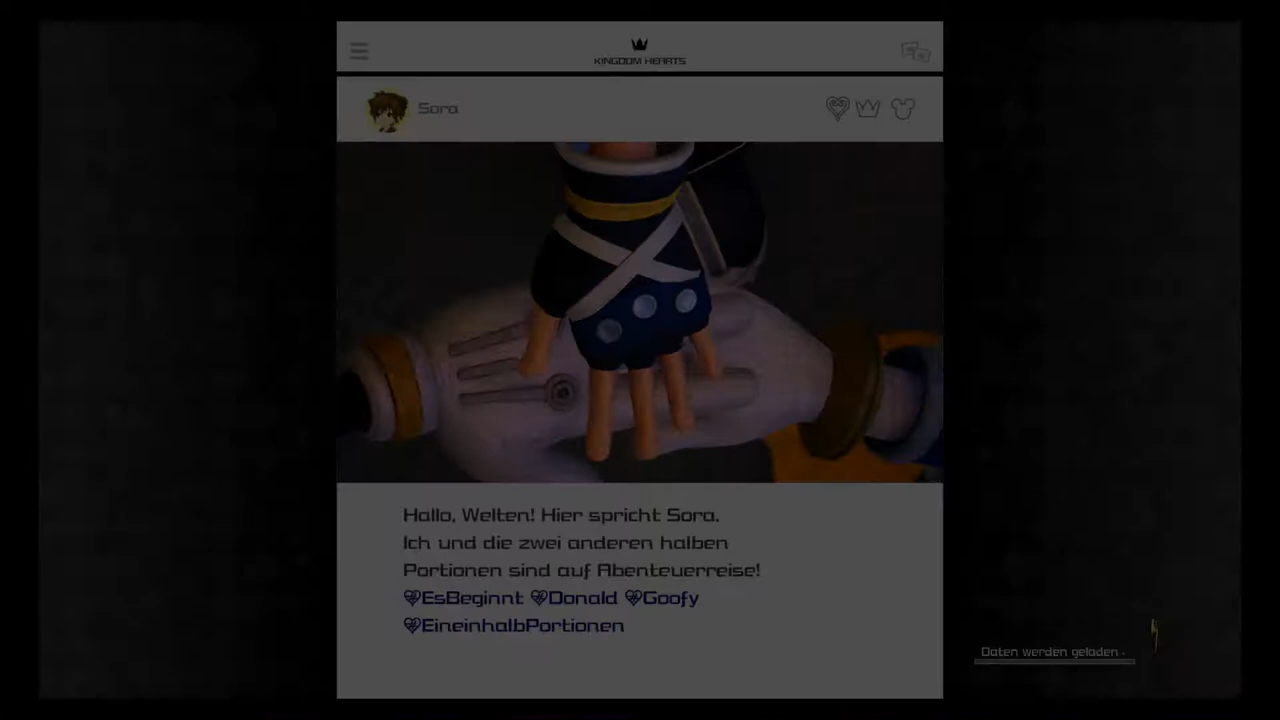 KINGDOM HEARTS
Sora
Hallo, Welten! Hier spricht Sora.
Ich und die zwei anderen halben
Portionen sind auf Abenteuerreise!
EsBeginnt Donald Goofy
EineinhalbPortionen
Daten werden geladen.